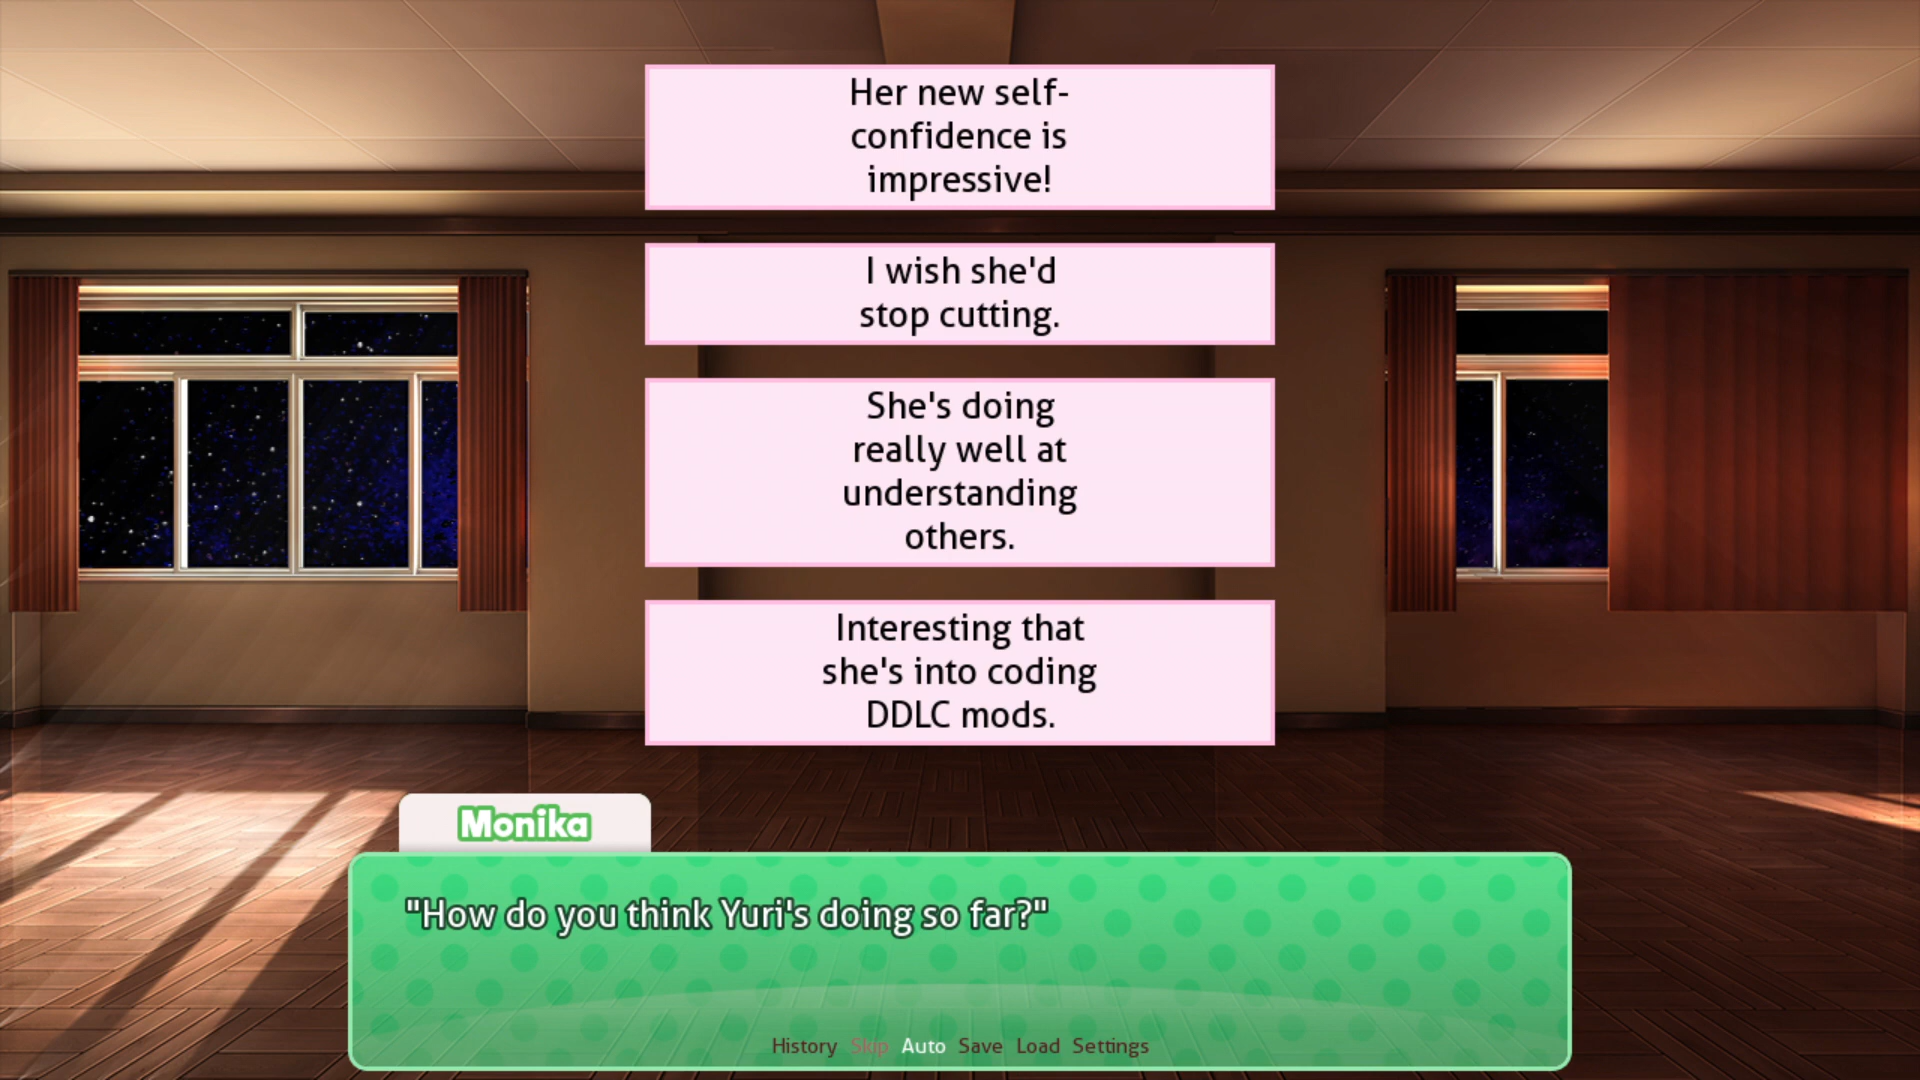 Her new self-
confidence is
impressive!
I wish she'd
stop cutting.
She's doing
really well at
understanding
others.
Interesting that
she's into coding
DDLC mods.
Monika
"How do you think Yuri's doing so far?"
History Skip Auto Save Load Settings